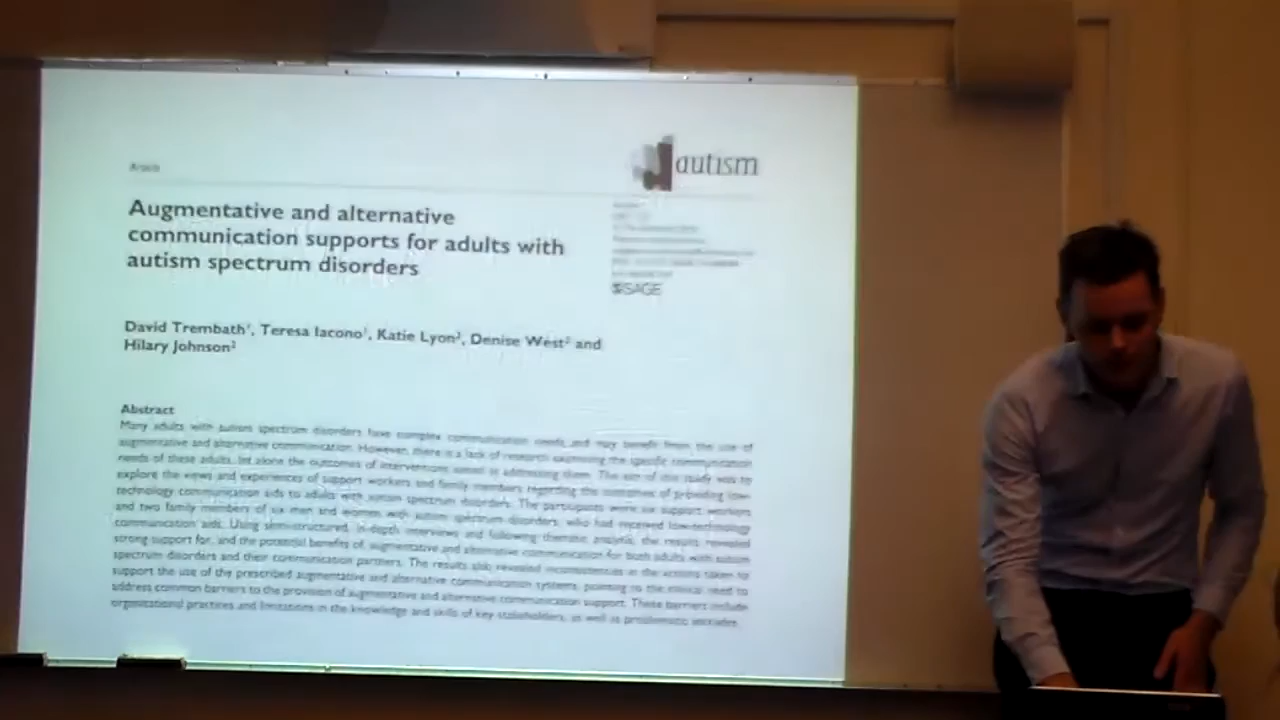 Article
autism
Augmentative and alternative
communication supports for adults with
autism spectrum disorders
$SAGE
David Trembath¹, Teresa Iacono¹, Katie Lyon², Denise West² and
Hilary Johnson²
Abstract
Many adults with autism spectrum disorders have complex communication needs and may benefit from the use of
augmentative and alternative communication. However, there is a lack of research examining the specific communication
needs of these adults, let alone the outcomes of interventions aimed at addressing them. The aim of this study was to
explore the views and experiences of support workers and family members regarding the outcomes of providing low-
technology communication aids to adults with autism spectrum disorders. The participants were six support workers
and two family members of six men and women with autism spectrum disorders, who had received low-technology
communication aids. Using semi-structured, in-depth interviews and following thematic analysis, the results revealed
strong support for, and the potential benefits of, augmentative and alternative communication for both adults with autism
spectrum disorders and their communication partners. The results also revealed inconsistencies in the actions taken to
support the use of the prescribed augmentative and alternative communication systems, pointing to the clinical need to
address common barriers to the provision of augmentative and alternative communication support. These barriers include
organisational practices and limitations in the knowledge and skills of key stakeholders, as well as problematic attitudes.